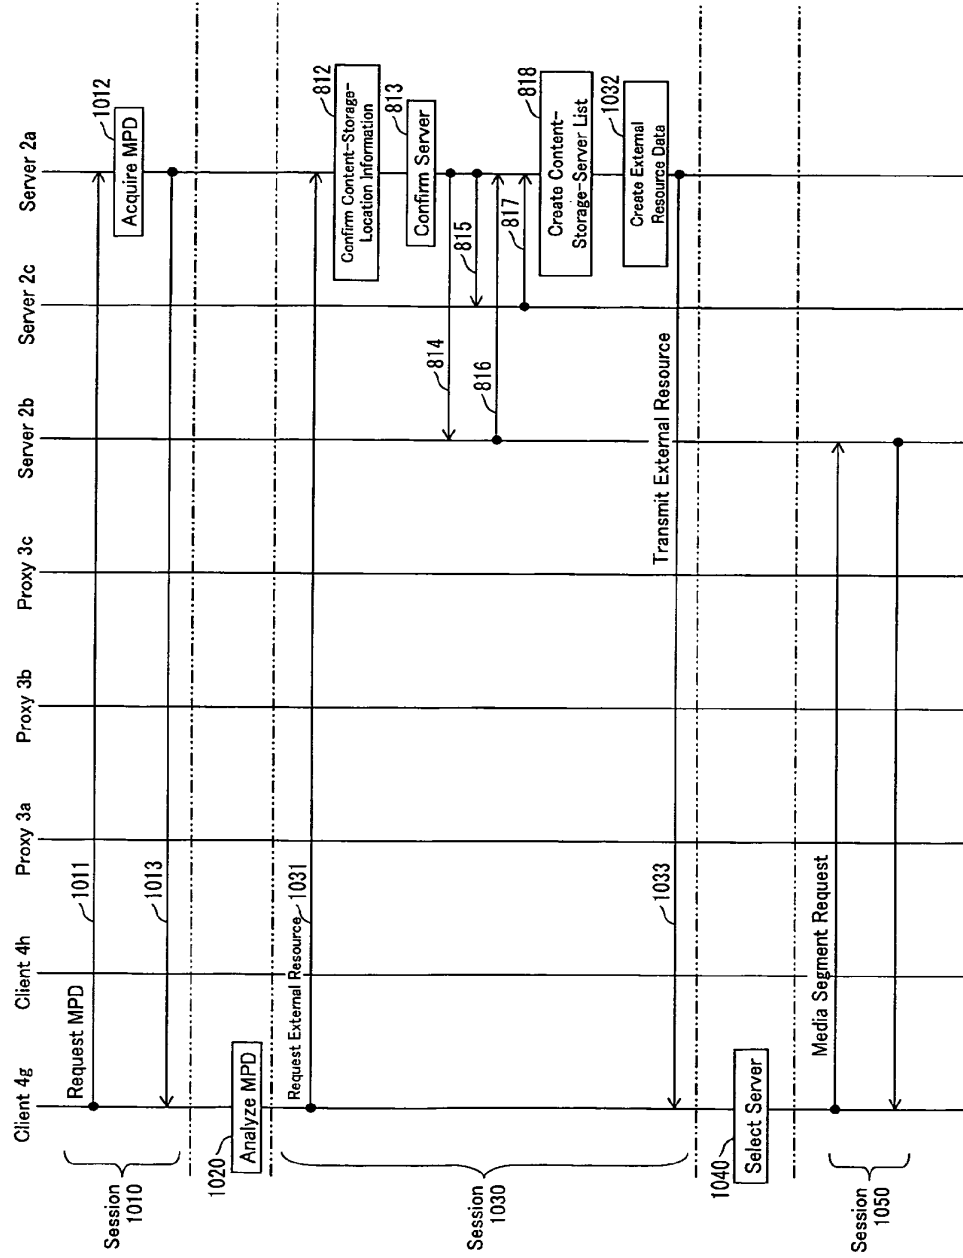 Client 4g
Client 4h
Proxy 3a
Proxy 3b
Proxy 3c
Server 2b
Server 2c
Server 2a
Session
1010
Request MPD
1011
1012
Acquire MPD
1013
1020
Analyze MPD
Session
1030
Request External Resource
1031
812
Confirm Content-Storage-
Location Information
813
Confirm Server
814
815
816
817
818
Create Content-
Storage-Server List
1032
Create External
Resource Data
Transmit External Resource
1033
1040
Select Server
Session
1050
Media Segment Request